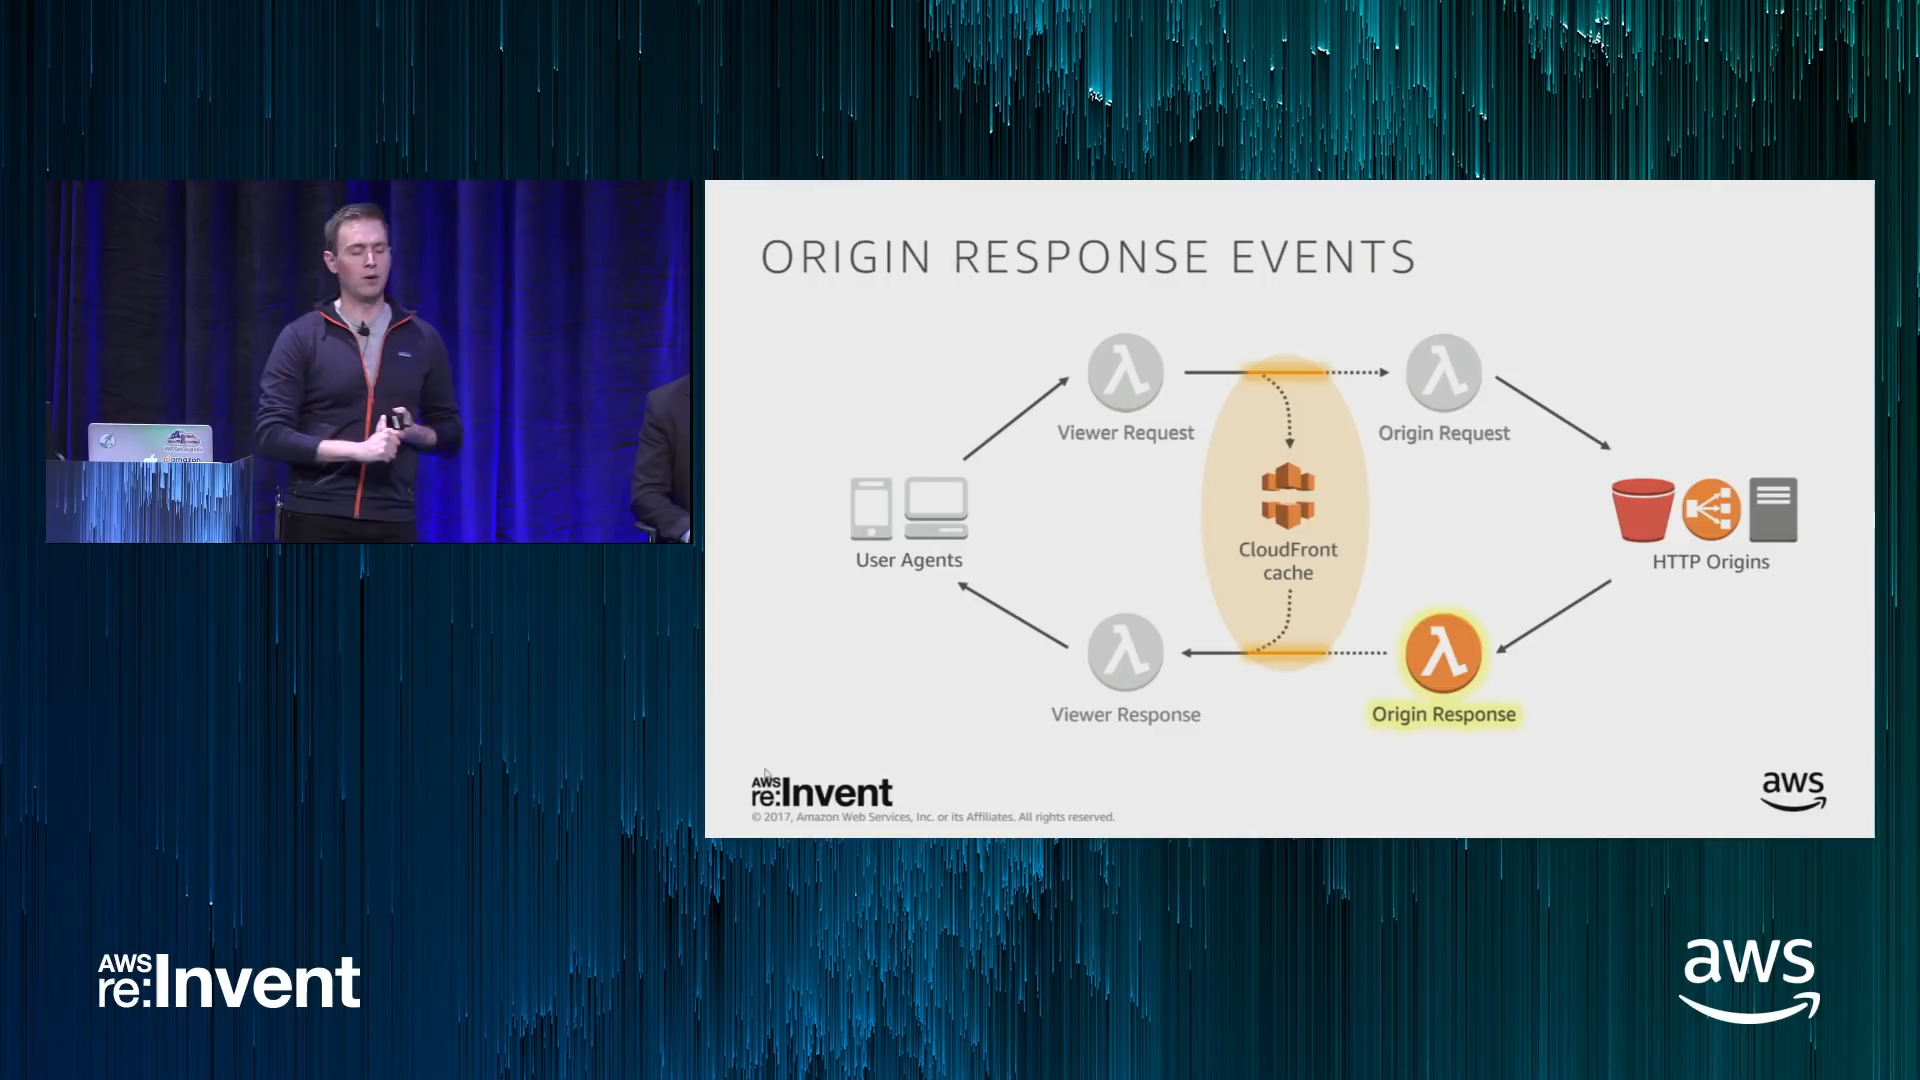 ORIGIN RESPONSE EVENTS
Viewer Request
Origin Request
User Agents
CloudFront
cache
HTTP Origins
Viewer Response
Origin Response
AWS
re:Invent
© 2017, Amazon Web Services, Inc. or its Affiliates. All rights reserved.
aws
amazon
AWS
re:Invent
aws